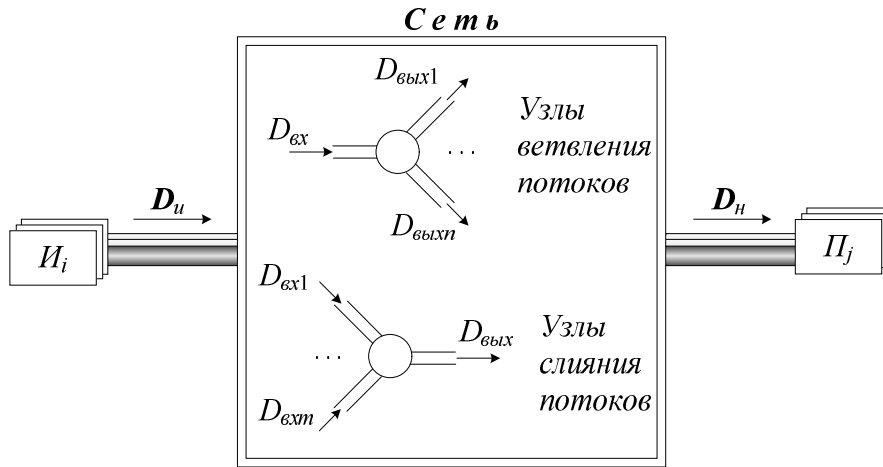 Сеть
Dвых1
Dвх
. . .
Dвыхn
Узлы
ветвления
потоков
Dи
Иi
Dн
Пj
Dвх1
. . .
Dвхm
Dвых
Узлы
слияния
потоков